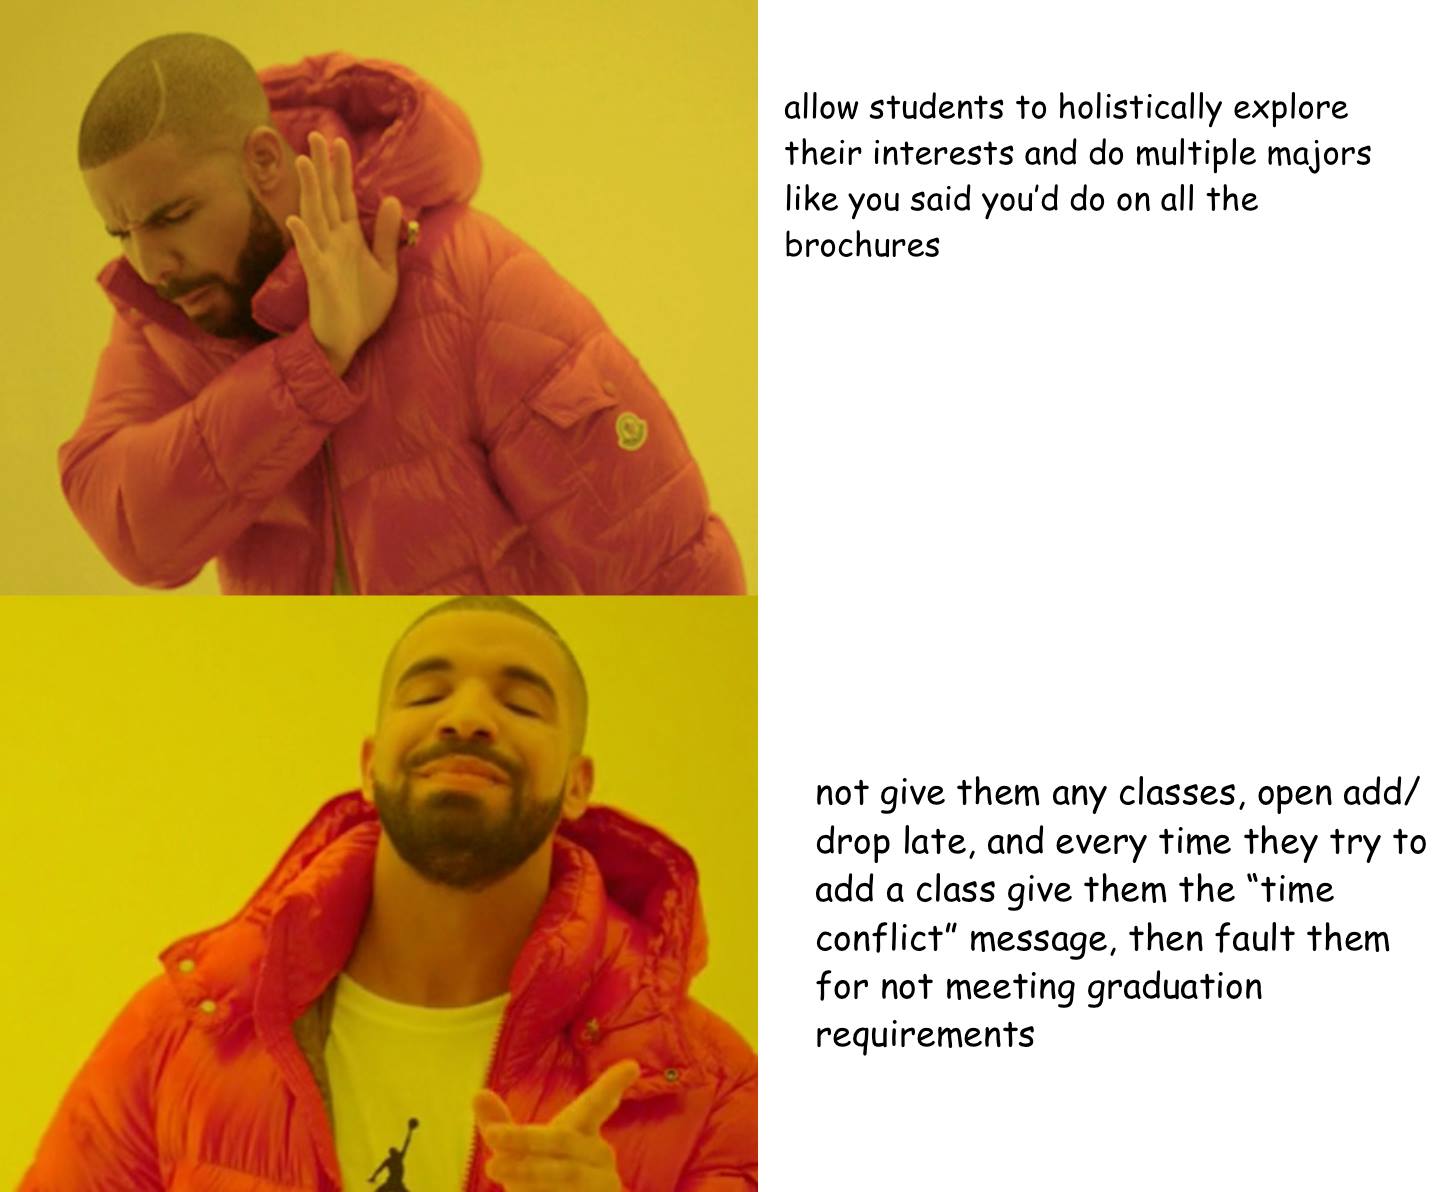 allow students to holistically explore
their interests and do multiple majors
like you said you’d do on all the
brochures
not give them any classes, open add/
drop late, and every time they try to
add a class give them the “time
conflict” message, then fault them
for not meeting graduation
requirements